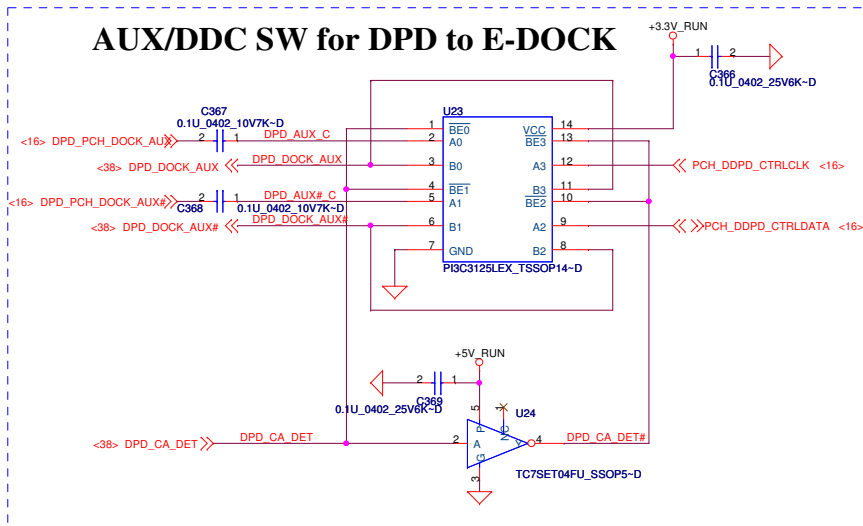 AUX/DDC SW for DPD to E-DOCK
+3.3V_RUN
1 2
C366
0.1U_0402_25V6K~D
C367
0.1U_0402_10V7K~D
U23
<16> DPD_PCH_DOCK_AUX 2 1 DPD_AUX_C
<38> DPD_DOCK_AUX DPD_DOCK_AUX
<16> DPD_PCH_DOCK_AUX# 2 1 DPD_AUX#_C
C368 0.1U_0402_10V7K~D
<38> DPD_DOCK_AUX# DPD_DOCK_AUX#
1 BE0 VCC 14
2 A0 BE3 13
3 B0 A3 12
4 BE1 B3 11
5 A1 BE2 10
6 B1 A2 9
7 GND B2 8
PCH_DDPD_CTRLCLK <16>
PCH_DDPD_CTRLDATA <16>
PI3C3125LEX_TSSOP14~D
+5V_RUN
2 1
C369
0.1U_0402_25V6K~D
U24
5 P NC 1
<38> DPD_CA_DET DPD_CA_DET 2 A Y 4 DPD_CA_DET#
G 3
TC7SET04FU_SSOP5~D